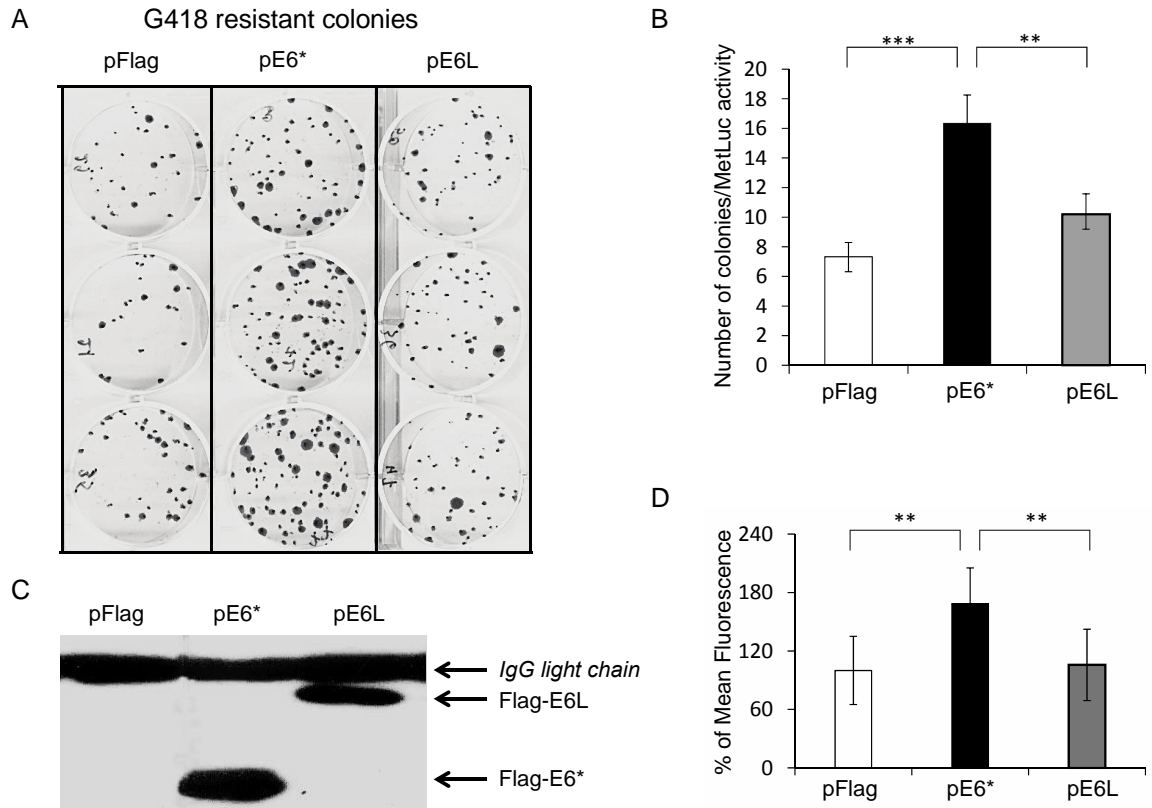 A
G418 resistant colonies
pFlag pE6* pE6L
B
*** **
Number of colonies/MetLuc activity
20
18
16
14
12
10
8
6
4
2
0
pFlag pE6* pE6L
C
pFlag pE6* pE6L
IgG light chain
Flag-E6L
Flag-E6*
D
** **
% of Mean Fluorescence
240
180
120
60
0
pFlag pE6* pE6L